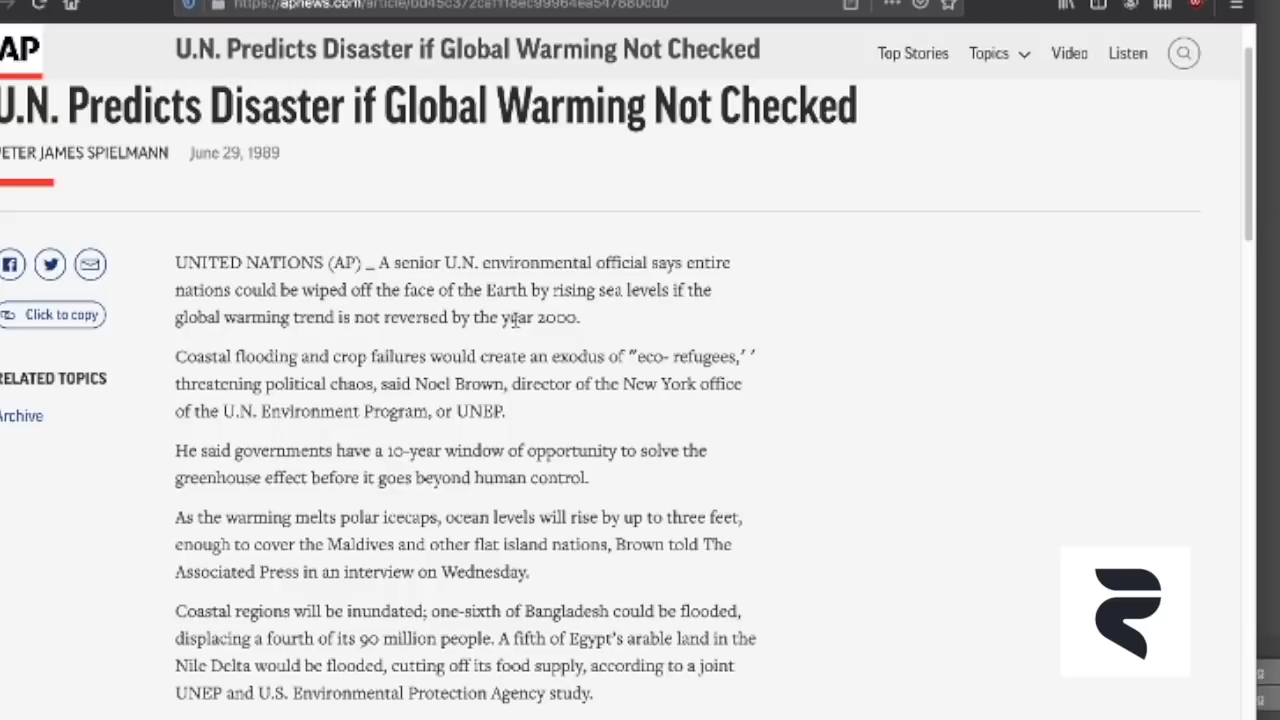 https://apnews.com/article/bd45c372caf118ec99964ea547880cd0
AP
U.N. Predicts Disaster if Global Warming Not Checked
Top Stories
Topics
Video
Listen
U.N. Predicts Disaster if Global Warming Not Checked
ETER JAMES SPIELMANN June 29, 1989
UNITED NATIONS (AP) _ A senior U.N. environmental official says entire
nations could be wiped off the face of the Earth by rising sea levels if the
global warming trend is not reversed by the year 2000.
Click to copy
Coastal flooding and crop failures would create an exodus of "eco- refugees,' '
threatening political chaos, said Noel Brown, director of the New York office
of the U.N. Environment Program, or UNEP.
RELATED TOPICS
Archive
He said governments have a 10-year window of opportunity to solve the
greenhouse effect before it goes beyond human control.
As the warming melts polar icecaps, ocean levels will rise by up to three feet,
enough to cover the Maldives and other flat island nations, Brown told The
Associated Press in an interview on Wednesday.
Coastal regions will be inundated; one-sixth of Bangladesh could be flooded,
displacing a fourth of its 90 million people. A fifth of Egypt's arable land in the
Nile Delta would be flooded, cutting off its food supply, according to a joint
UNEP and U.S. Environmental Protection Agency study.